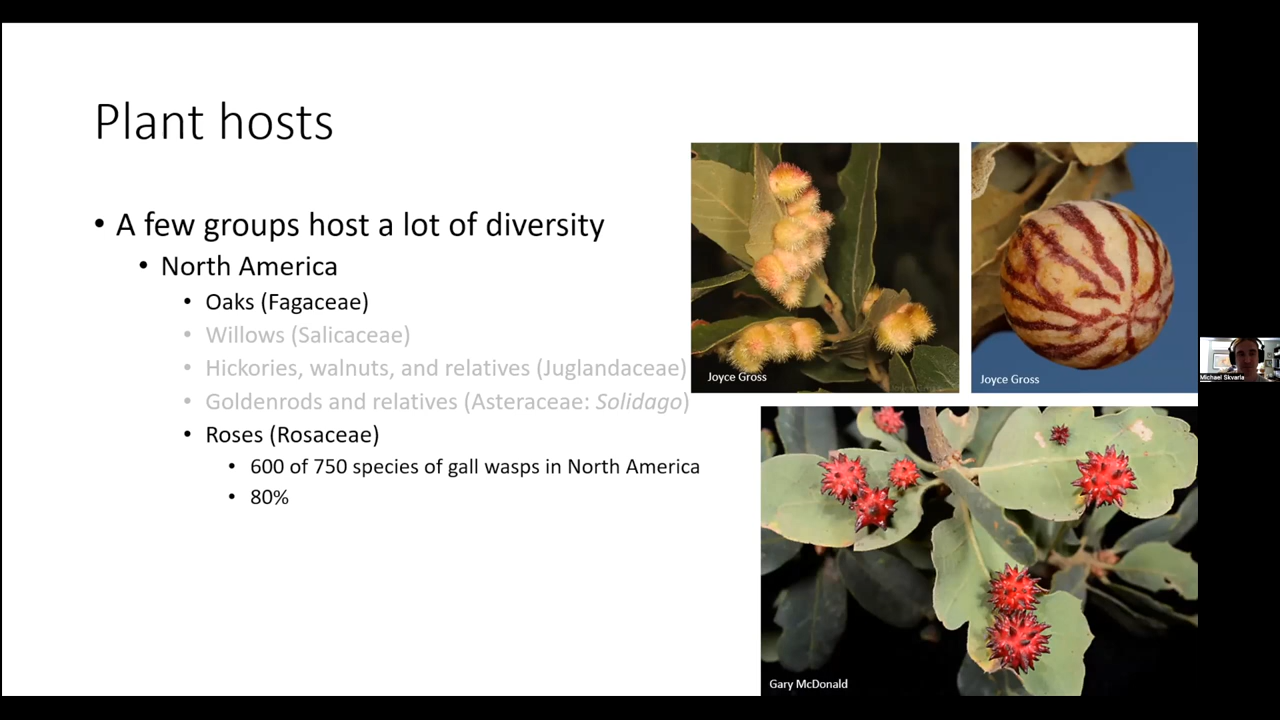 Plant hosts
• A few groups host a lot of diversity
• North America
• Oaks (Fagaceae)
• Willows (Salicaceae)
• Hickories, walnuts, and relatives (Juglandaceae)
• Goldenrods and relatives (Asteraceae: Solidago)
• Roses (Rosaceae)
• 600 of 750 species of gall wasps in North America
• 80%
Joyce Gross
Joyce Gross
Gary McDonald
Michael Skvarla